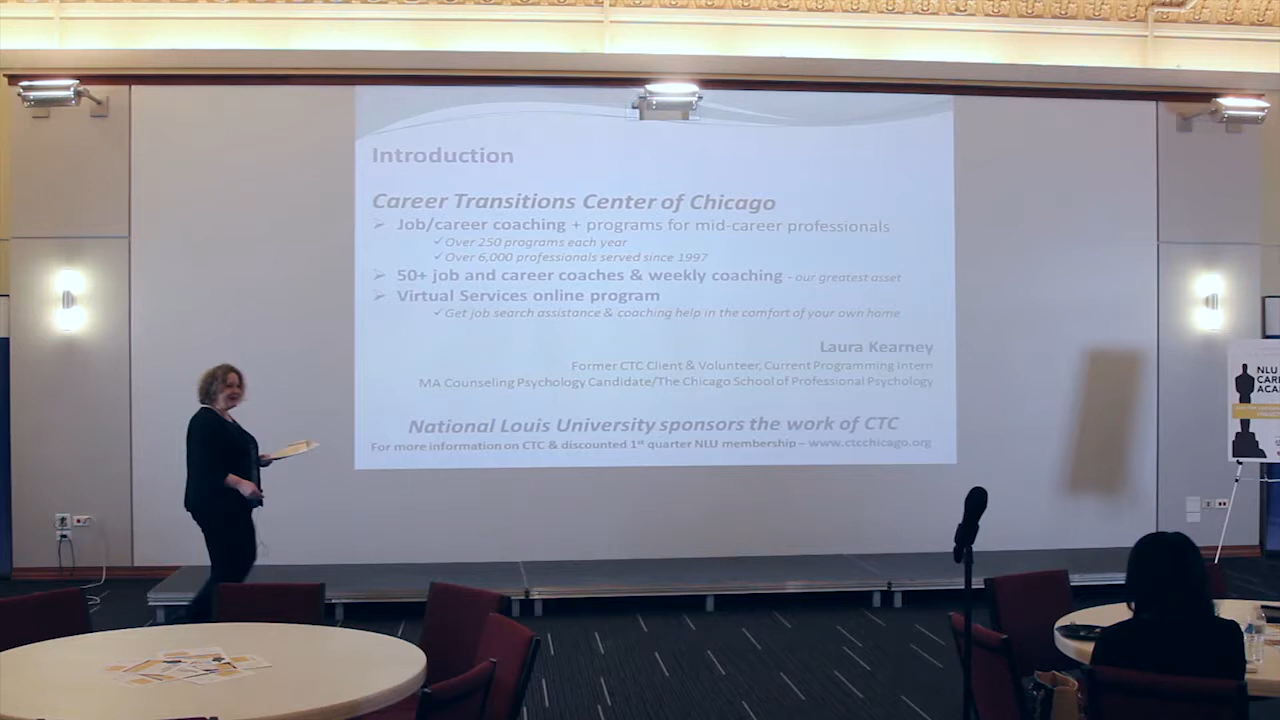 Introduction
Career Transitions Center of Chicago
➢ Job/career coaching + programs for mid-career professionals
✓Over 250 programs each year
✓Over 6,000 professionals served since 1997
➢ 50+ job and career coaches & weekly coaching - our greatest asset
➢ Virtual Services online program
✓Get job search assistance & coaching help in the comfort of your own home
Laura Kearney
Former CTC Client & Volunteer, Current Programming Intern
MA Counseling Psychology Candidate/The Chicago School of Professional Psychology
National Louis University sponsors the work of CTC
For more information on CTC & discounted 1st quarter NLU membership – www.ctcchicago.org
NLU
CARE
ACA